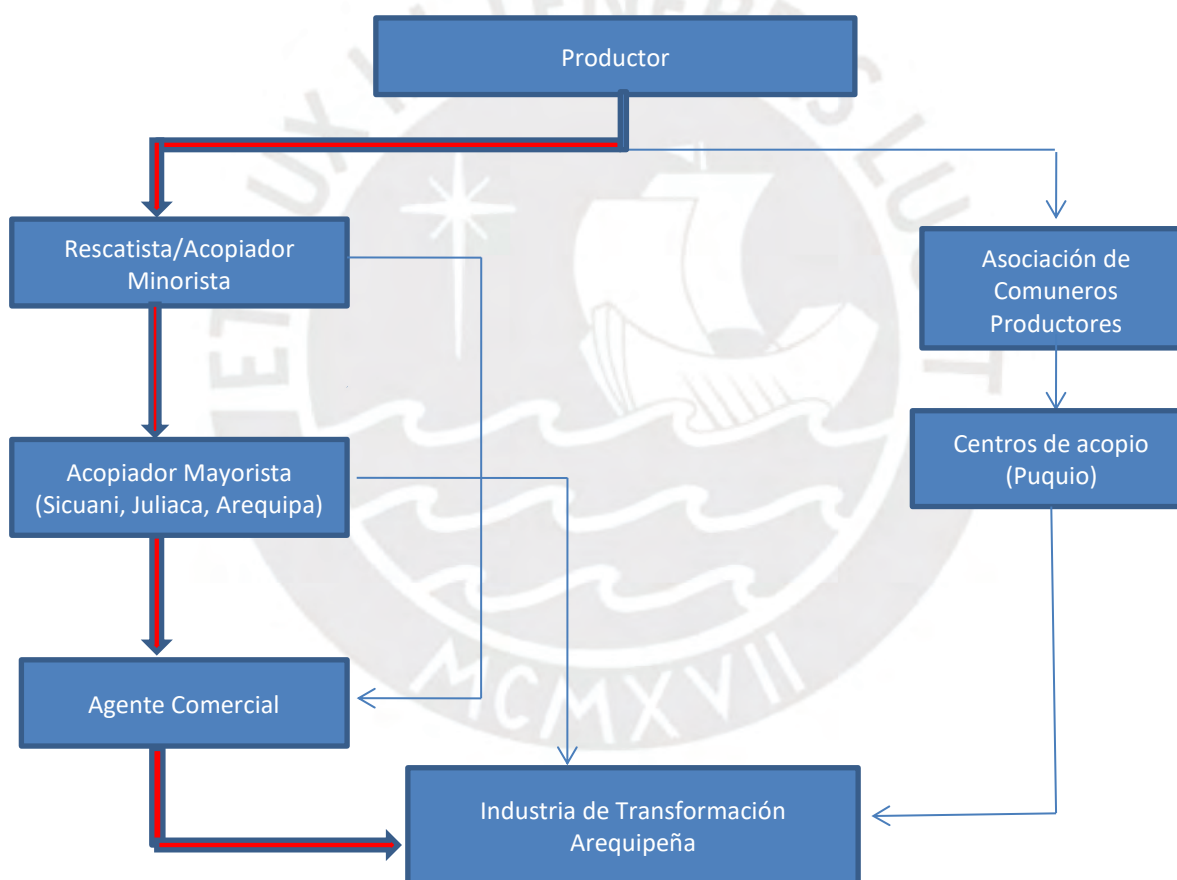 Productor
Rescatista/Acopiador
Minorista
Asociación de
Comuneros
Productores
Acopiador Mayorista
(Sicuani, Juliaca, Arequipa)
Centros de acopio
(Puquio)
Agente Comercial
Industria de Transformación
Arequipeña
MCMXVII